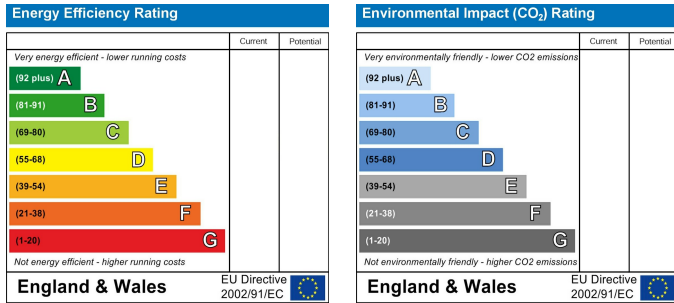 Energy Efficiency Rating
Current Potential
Very energy efficient - lower running costs
(92 plus) A
(81-91) B
(69-80) C
(55-68) D
(39-54) E
(21-38) F
(1-20) G
Not energy efficient - higher running costs
England & Wales
EU Directive
2002/91/EC
Environmental Impact (CO₂) Rating
Current Potential
Very environmentally friendly - lower CO2 emissions
(92 plus) A
(81-91) B
(69-80) C
(55-68) D
(39-54) E
(21-38) F
(1-20) G
Not environmentally friendly - higher CO2 emissions
England & Wales
EU Directive
2002/91/EC